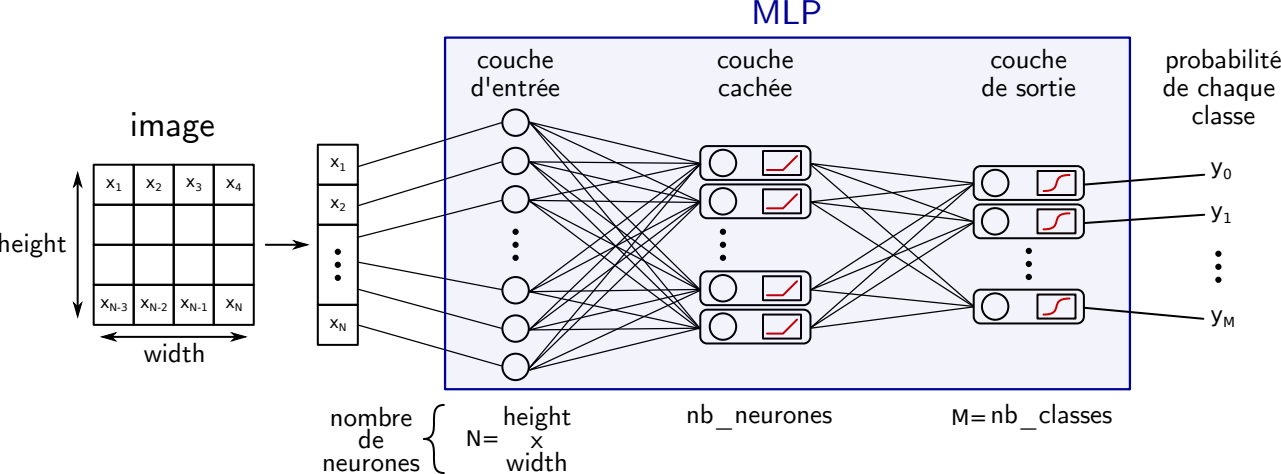 MLP
couche
d'entrée
couche
cachée
couche
de sortie
probabilité
de chaque
classe
image
x1 x2 x3 x4
xN-3 xN-2 xN-1 xN
height
width
x1
x2
xN
y0
y1
yM
nombre
de
neurones
N= height
x
width
nb_neurones
M= nb_classes